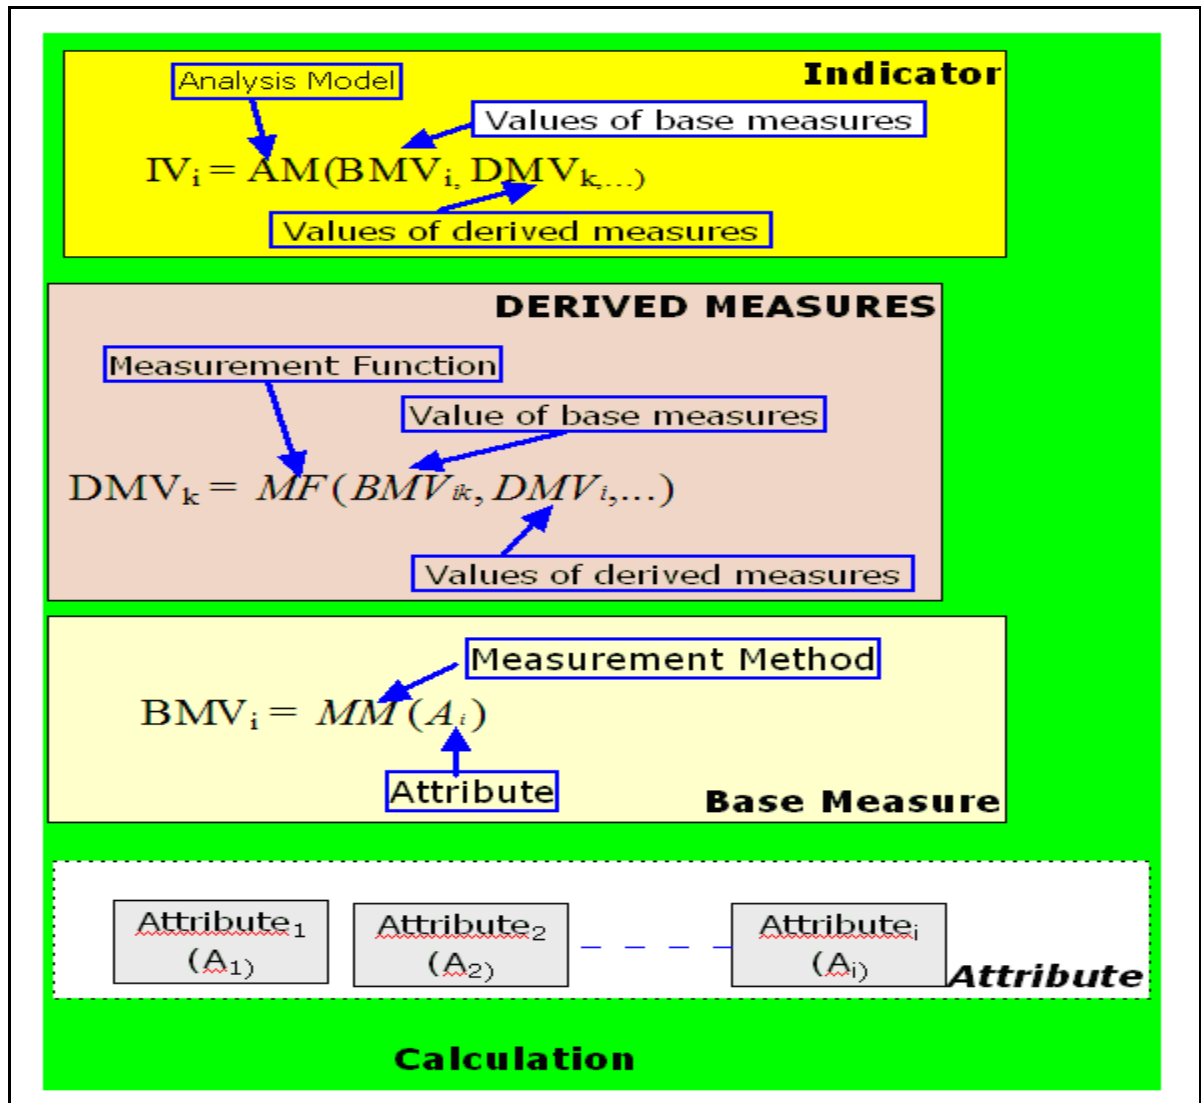 Indicator
Analysis Model
Values of base measures
IVᵢ = AM(BMVᵢ, DMVₖ,...)
Values of derived measures
DERIVED MEASURES
Measurement Function
Value of base measures
DMVₖ = MF(BMVᵢₖ, DMVᵢ,...)
Values of derived measures
Measurement Method
BMVᵢ = MM(Aᵢ)
Attribute
Base Measure
Attribute₁
(A₁)
Attribute₂
(A₂)
Attributeᵢ
(Aᵢ)
Attribute
Calculation